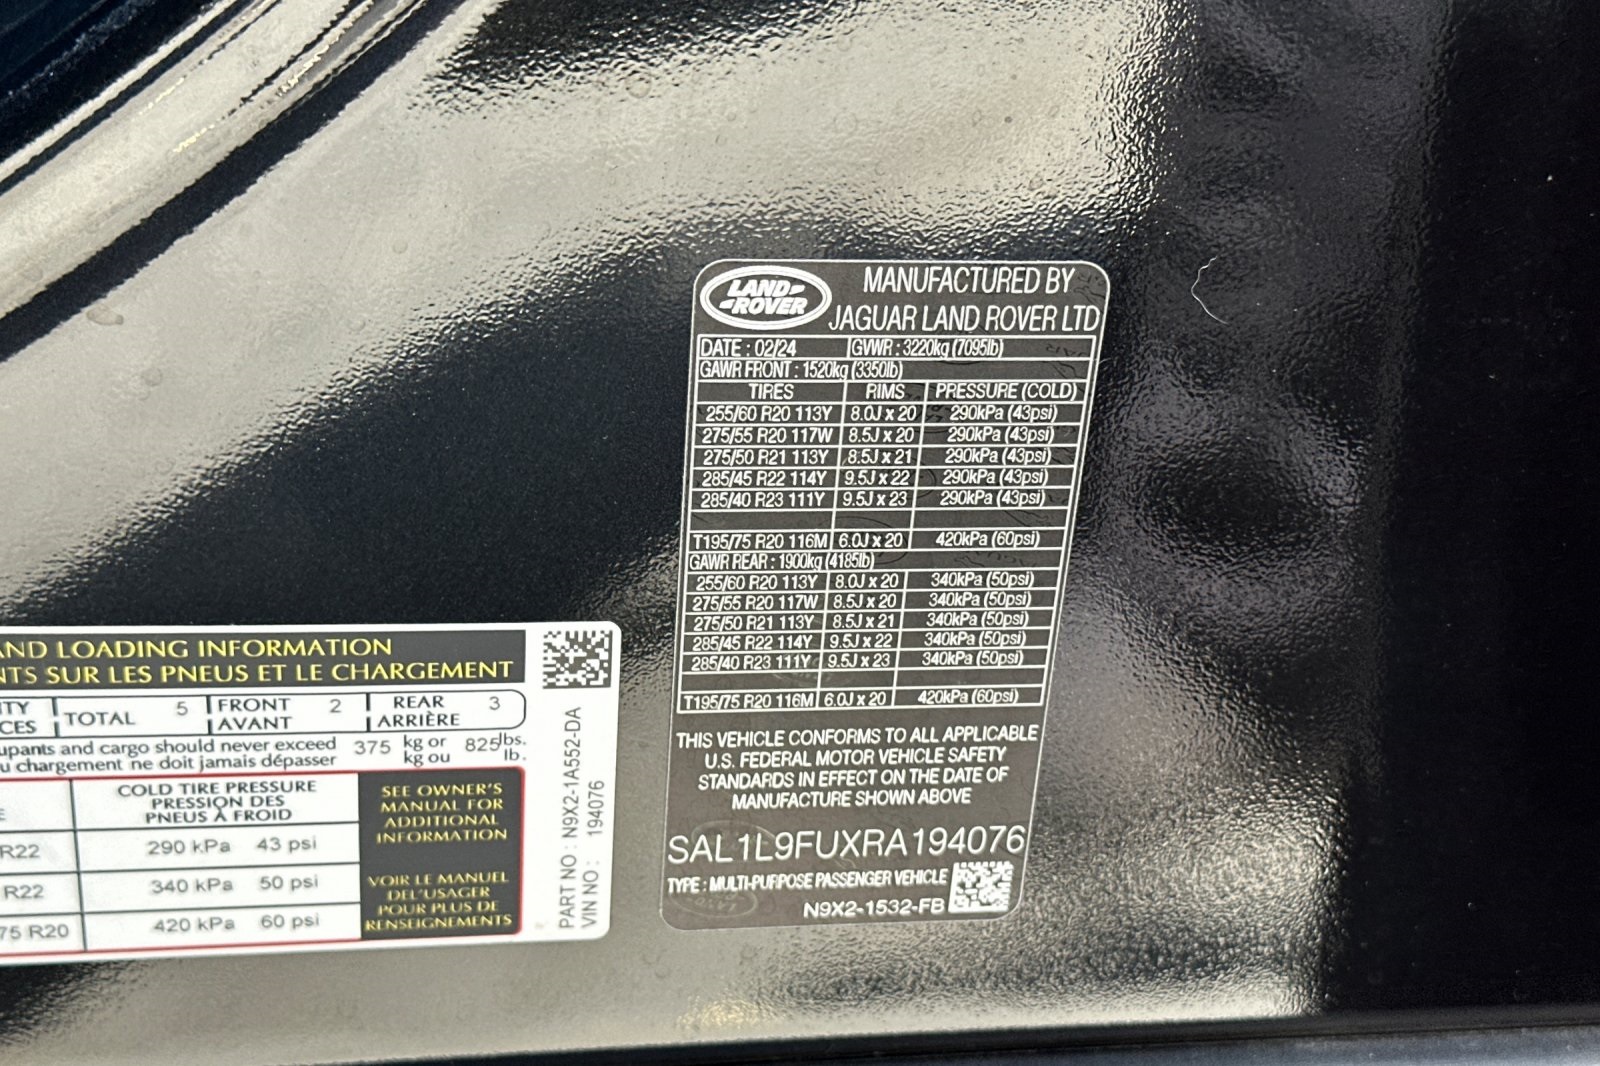 LAND ROVER
MANUFACTURED BY
JAGUAR LAND ROVER LTD
DATE : 02/24 GVWR : 3220kg (7095lb)
GAWR FRONT : 1520kg (3350lb)
TIRES RIMS PRESSURE (COLD)
255/60 R20 113Y 8.0J x 20 290kPa (43psi)
275/55 R20 117W 8.5J x 20 290kPa (43psi)
275/50 R21 113Y 8.5J x 21 290kPa (43psi)
285/45 R22 114Y 9.5J x 22 290kPa (43psi)
285/40 R23 111Y 9.5J x 23 290kPa (43psi)
T195/75 R20 116M 6.0J x 20 420kPa (60psi)
GAWR REAR : 1900kg (4185lb)
255/60 R20 113Y 8.0J x 20 340kPa (50psi)
275/55 R20 117W 8.5J x 20 340kPa (50psi)
275/50 R21 113Y 8.5J x 21 340kPa (50psi)
285/45 R22 114Y 9.5J x 22 340kPa (50psi)
285/40 R23 111Y 9.5J x 23 340kPa (50psi)
T195/75 R20 116M 6.0J x 20 420kPa (60psi)
THIS VEHICLE CONFORMS TO ALL APPLICABLE
U.S. FEDERAL MOTOR VEHICLE SAFETY
STANDARDS IN EFFECT ON THE DATE OF
MANUFACTURE SHOWN ABOVE
SAL1L9FUXRA194076
TYPE : MULTI-PURPOSE PASSENGER VEHICLE
N9X2-1532-FB
AND LOADING INFORMATION
NTS SUR LES PNEUS ET LE CHARGEMENT
ITY TOTAL 5 FRONT 2 REAR 3
CES AVANT ARRIÈRE
upants and cargo should never exceed 375 kg or 825 lbs.
u chargement ne doit jamais dépasser kg ou lb.
E COLD TIRE PRESSURE
PRESSION DES
PNEUS À FROID
R22 290 kPa 43 psi
R22 340 kPa 50 psi
75 R20 420 kPa 60 psi
SEE OWNER'S
MANUAL FOR
ADDITIONAL
INFORMATION
VOIR LE MANUEL
DE L'USAGER
POUR PLUS DE
RENSEIGNEMENTS
PART NO : N9X2-1A552-DA
VIN NO : 194076